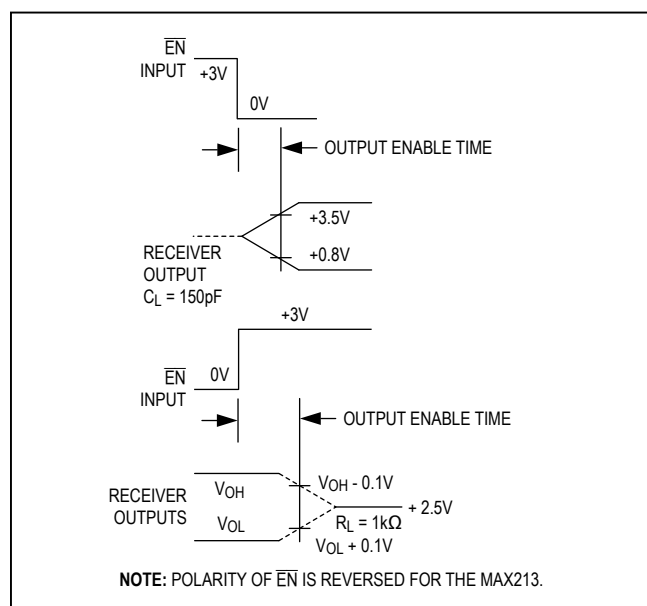 EN
INPUT
+3V
0V
OUTPUT ENABLE TIME
+3.5V
+0.8V
RECEIVER
OUTPUT
CL = 150pF
+3V
0V
EN
INPUT
OUTPUT ENABLE TIME
RECEIVER
OUTPUTS
VOH
VOL
VOH - 0.1V
+ 2.5V
RL = 1kΩ
VOL + 0.1V
NOTE: POLARITY OF EN IS REVERSED FOR THE MAX213.